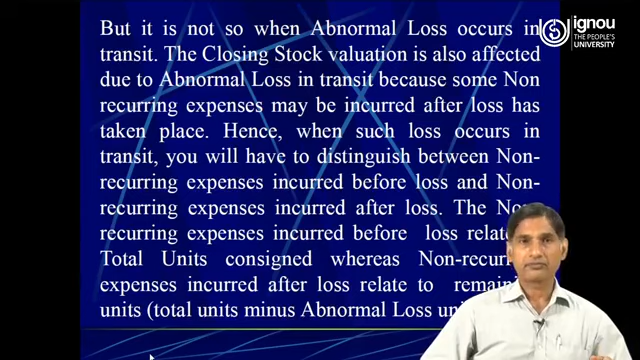 But it is not so when Abnormal Loss occurs in
transit. The Closing Stock valuation is also affected
due to Abnormal Loss in transit because some Non
recurring expenses may be incurred after loss has
taken place. Hence, when such loss occurs in
transit, you will have to distinguish between Non-
recurring expenses incurred before loss and Non-
recurring expenses incurred after loss. The
recurring expenses incurred before loss
Total Units consigned whereas
expenses incurred after loss relate to
units (total units minus Abnormal Loss
ignou
THE PEOPLE'S
UNIVERSITY